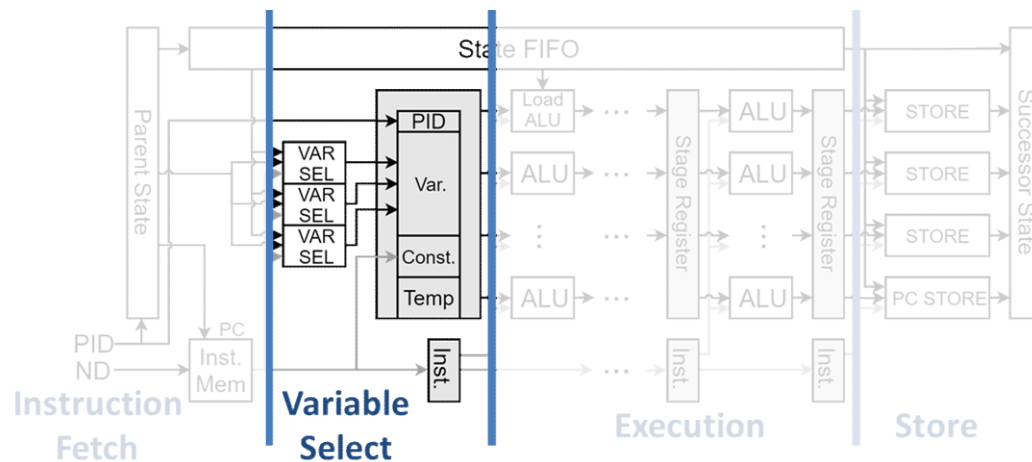 State FIFO
Parent State
PID
ND
PC
Inst.
Mem
VAR
SEL
VAR
SEL
VAR
SEL
PID
Var.
Const.
Temp
Inst.
Load
ALU
...
ALU
...
ALU
...
ALU
...
...
Stage Register
Inst.
ALU
ALU
ALU
Stage Register
Inst.
STORE
STORE
STORE
PC STORE
Successor State
Instruction
Fetch
Variable
Select
Execution
Store